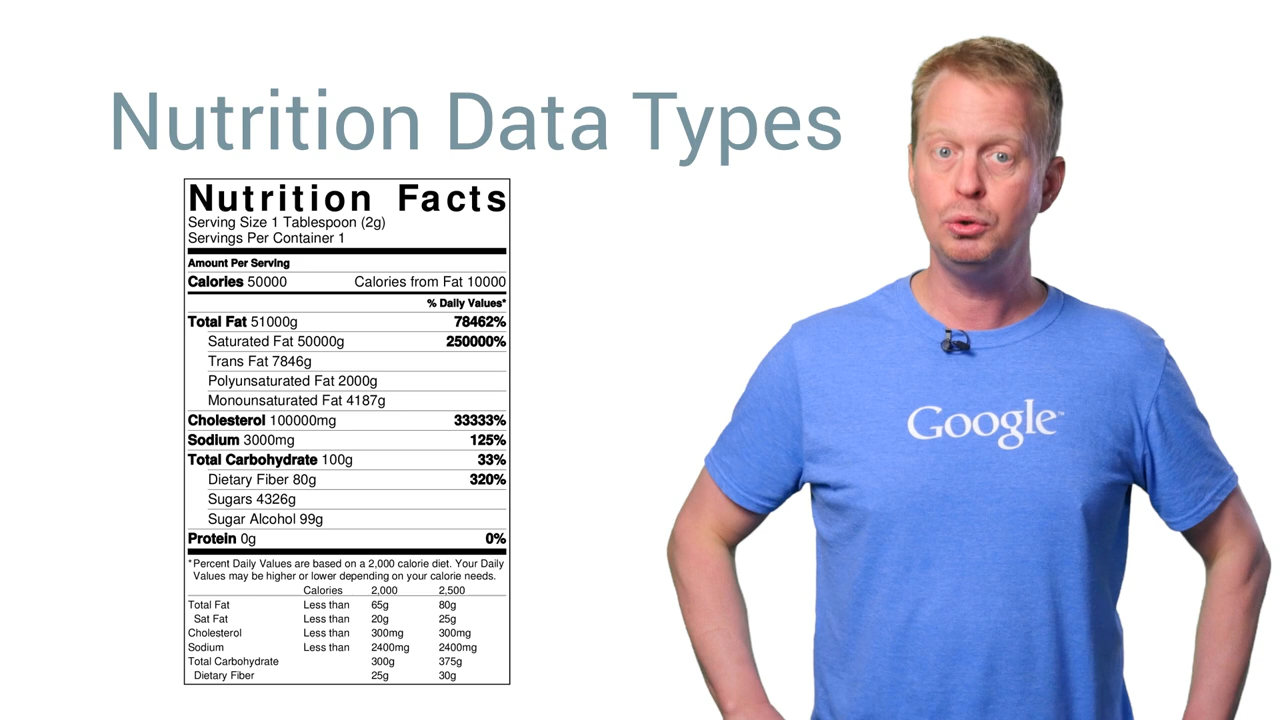 Nutrition Data Types
Nutrition Facts
Serving Size 1 Tablespoon (2g)
Servings Per Container 1
Amount Per Serving
Calories 50000 Calories from Fat 10000
% Daily Values*
Total Fat 51000g 78462%
Saturated Fat 50000g 250000%
Trans Fat 7846g
Polyunsaturated Fat 2000g
Monounsaturated Fat 4187g
Cholesterol 100000mg 33333%
Sodium 3000mg 125%
Total Carbohydrate 100g 33%
Dietary Fiber 80g 320%
Sugars 4326g
Sugar Alcohol 99g
Protein 0g 0%
*Percent Daily Values are based on a 2,000 calorie diet. Your Daily
Values may be higher or lower depending on your calorie needs.
Calories 2,000 2,500
Total Fat Less than 65g 80g
Sat Fat Less than 20g 25g
Cholesterol Less than 300mg 300mg
Sodium Less than 2400mg 2400mg
Total Carbohydrate 300g 375g
Dietary Fiber 25g 30g
Google™